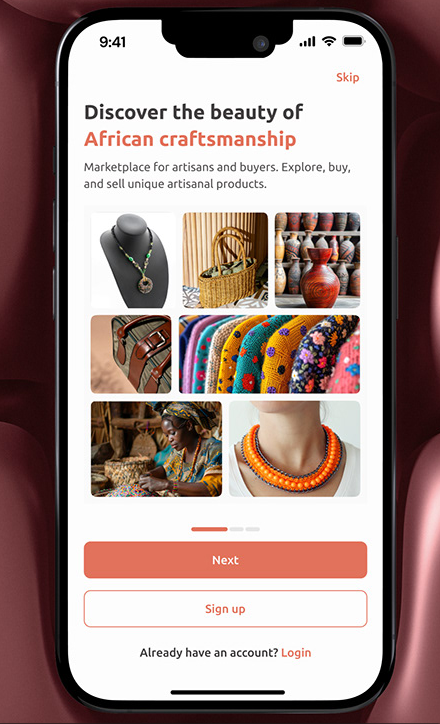 9:41
Skip
Discover the beauty of
African craftsmanship
Marketplace for artisans and buyers. Explore, buy,
and sell unique artisanal products.
Next
Sign up
Already have an account? Login